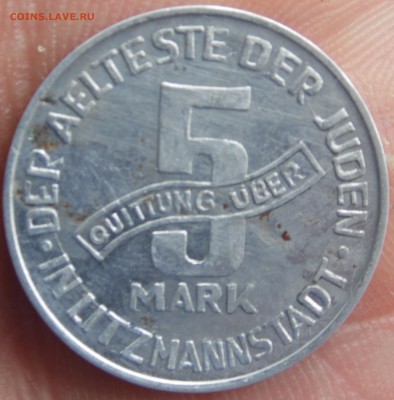 COINS.LAVE.RU
· DER AELTESTE DER JUDEN ·
IN LITZMANNSTADT
5
QUITTUNG ÜBER
MARK